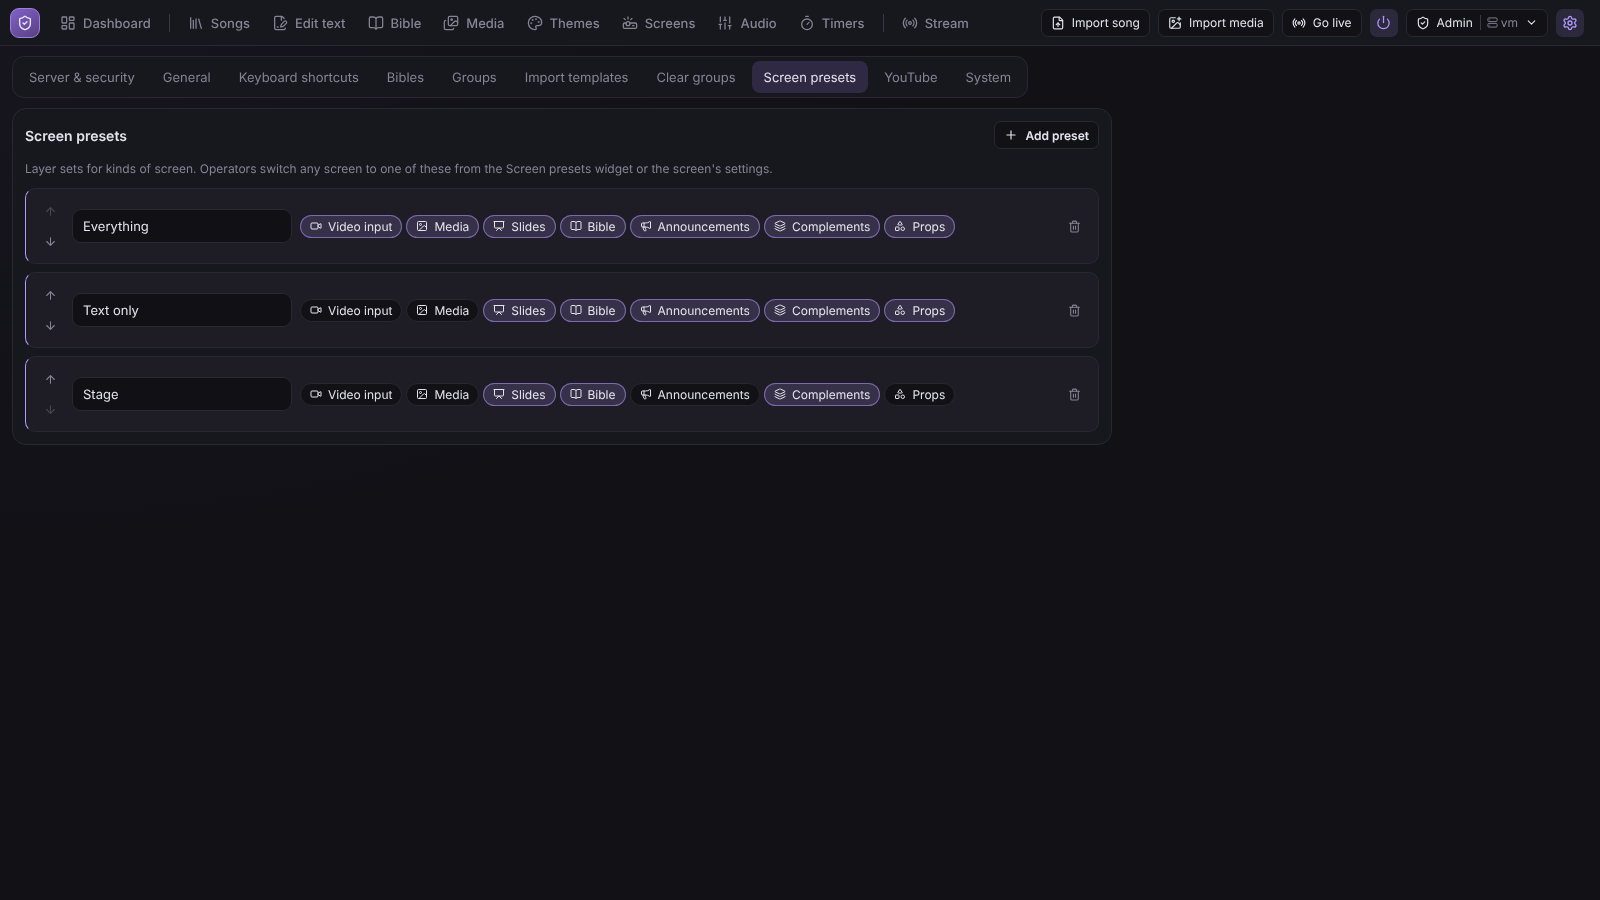 Dashboard Songs Edit text Bible Media Themes Screens Audio Timers Stream Import song Import media Go live Admin vm
Server & security General Keyboard shortcuts Bibles Groups Import templates Clear groups Screen presets YouTube System
Screen presets Add preset
Layer sets for kinds of screen. Operators switch any screen to one of these from the Screen presets widget or the screen's settings.
Everything Video input Media Slides Bible Announcements Complements Props
Text only Video input Media Slides Bible Announcements Complements Props
Stage Video input Media Slides Bible Announcements Complements Props